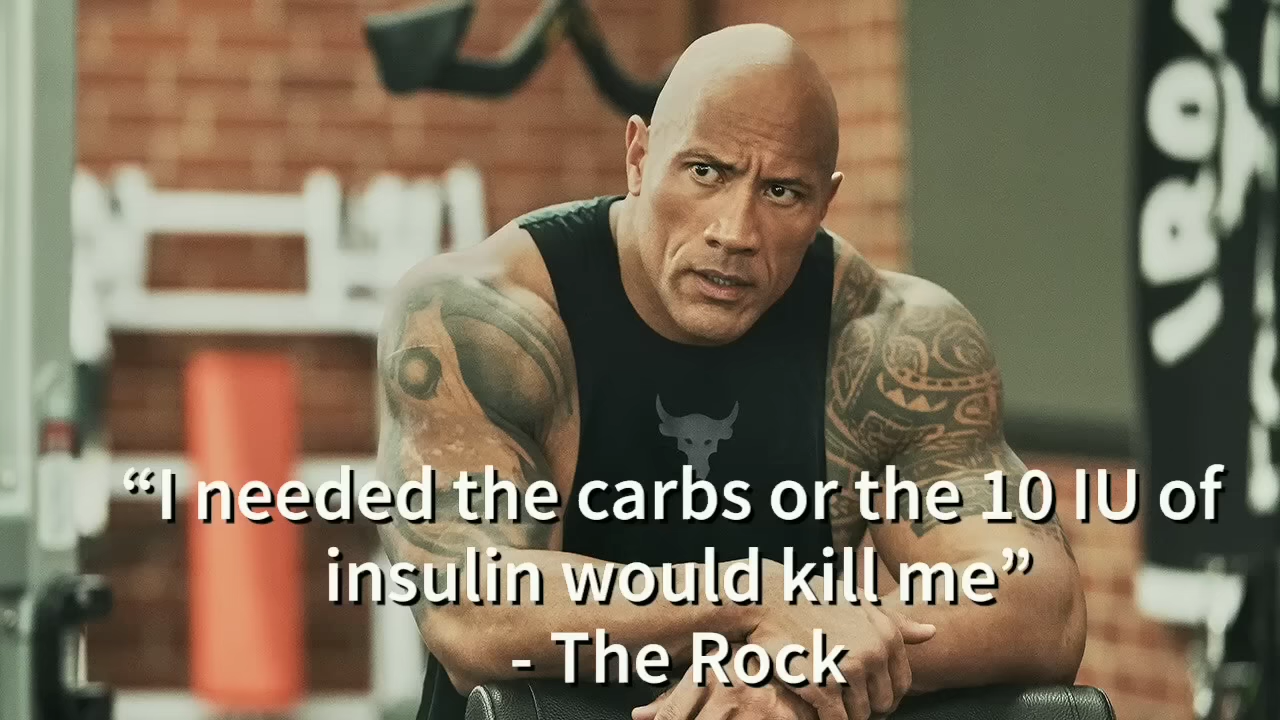 “I needed the carbs or the 10 IU of
insulin would kill me”
- The Rock